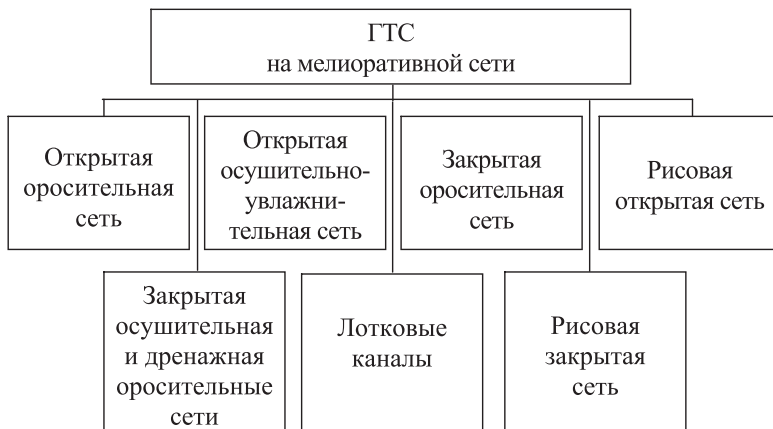 ГТС
на мелиоративной сети
Открытая
оросительная
сеть
Открытая
осушительно-
увлажни-
тельная сеть
Закрытая
оросительная
сеть
Рисовая
открытая сеть
Закрытая
осушительная
и дренажная
оросительные
сети
Лотковые
каналы
Рисовая
закрытая
сеть